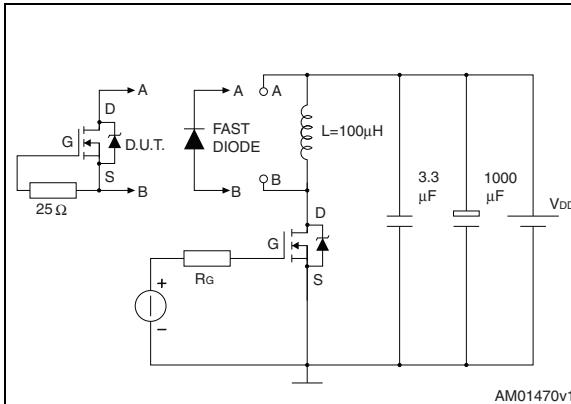 A
D
G
D.U.T.
S
B
25 Ω
A
FAST
DIODE
B
A
L=100µH
B
D
G
S
RG
+
–
3.3
µF
1000
µF
VDD
AM01470v1